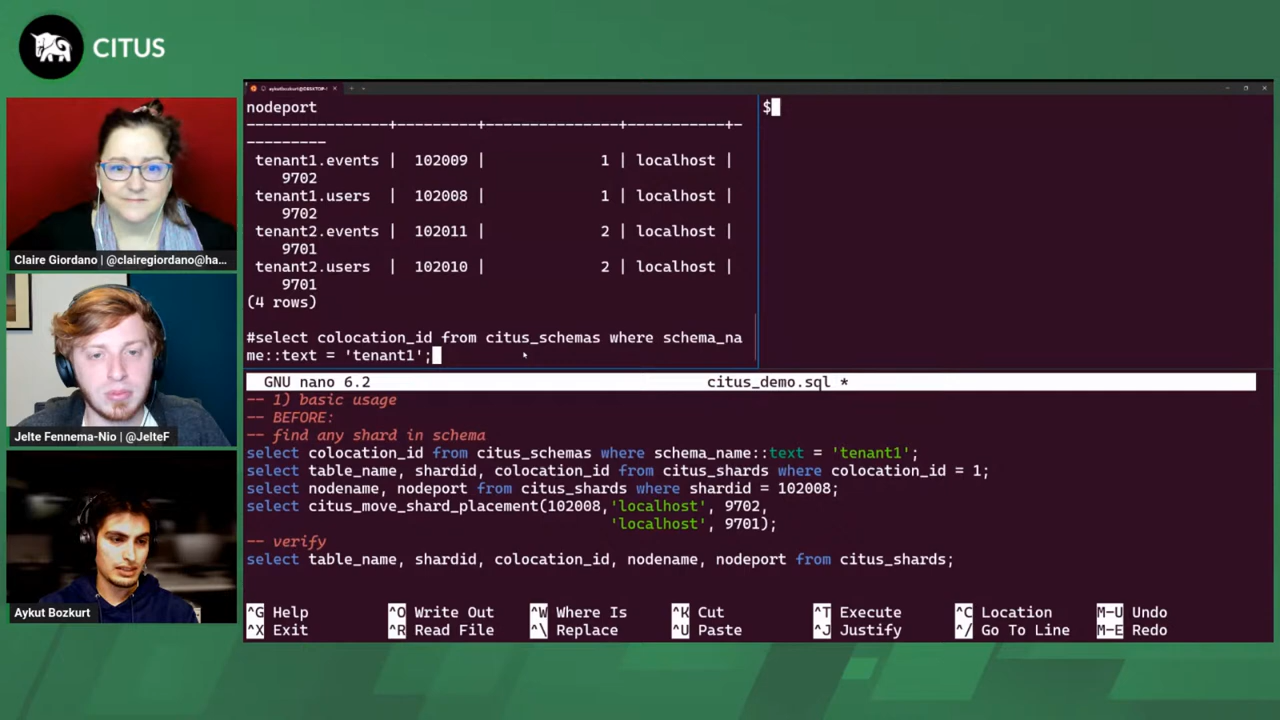 CITUS
Claire Giordano | @clairegiordano@ha...
Jelte Fennema-Nio | @JelteF
Aykut Bozkurt
nodeport
----------------+---------+---------------+-----------+-
---------
tenant1.events | 102009 | 1 | localhost |
9702
tenant1.users | 102008 | 1 | localhost |
9702
tenant2.events | 102011 | 2 | localhost |
9701
tenant2.users | 102010 | 2 | localhost |
9701
(4 rows)
#select colocation_id from citus_schemas where schema_na
me::text = 'tenant1';
$
GNU nano 6.2 citus_demo.sql *
-- 1) basic usage
-- BEFORE:
-- find any shard in schema
select colocation_id from citus_schemas where schema_name::text = 'tenant1';
select table_name, shardid, colocation_id from citus_shards where colocation_id = 1;
select nodename, nodeport from citus_shards where shardid = 102008;
select citus_move_shard_placement(102008,'localhost', 9702,
'localhost', 9701);
-- verify
select table_name, shardid, colocation_id, nodename, nodeport from citus_shards;
^G Help ^O Write Out ^W Where Is ^K Cut ^T Execute ^C Location M-U Undo
^X Exit ^R Read File ^\ Replace ^U Paste ^J Justify ^/ Go To Line M-E Redo